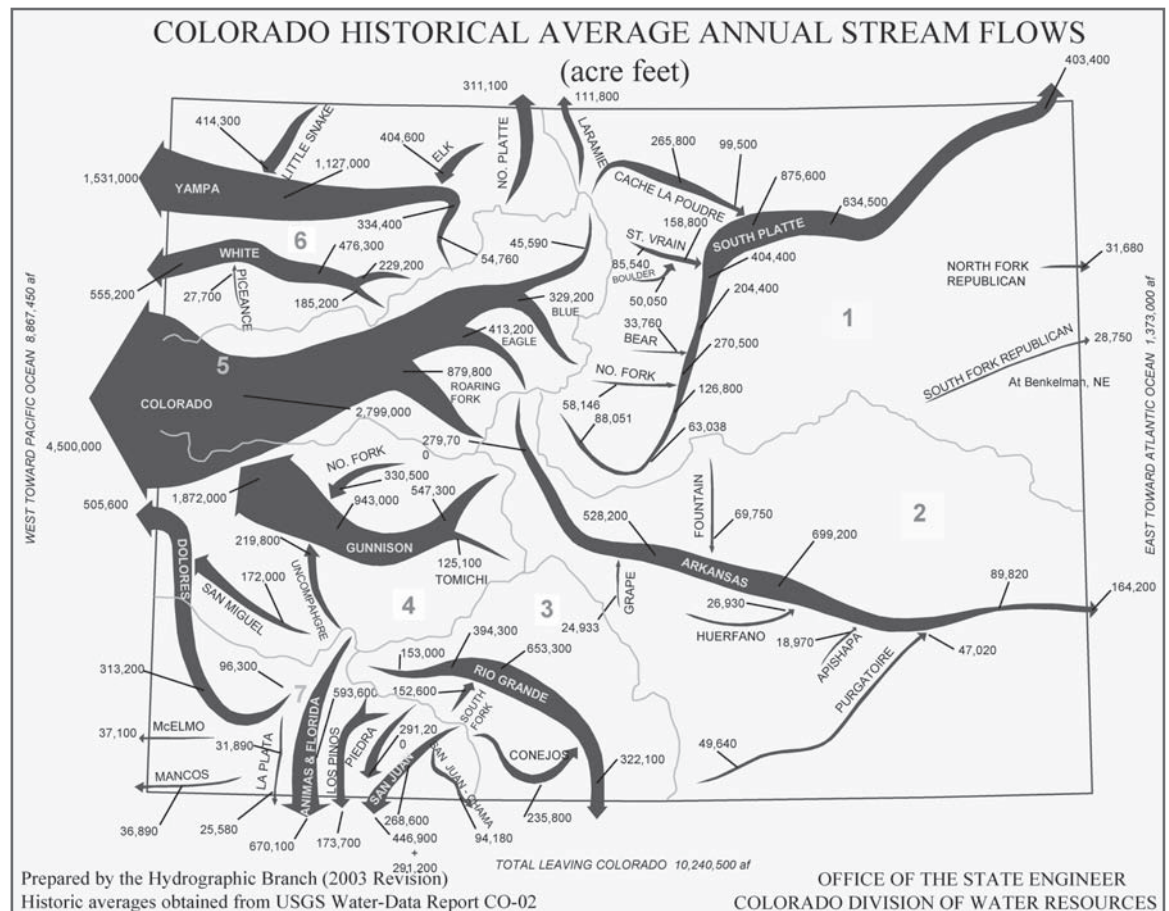 COLORADO HISTORICAL AVERAGE ANNUAL STREAM FLOWS
(acre feet)
403,400
311,100
111,800
414,300
LITTLE SNAKE
404,600
ELK
NO. PLATTE
LARAMIE
265,800
99,500
1,127,000
CACHE LA POUDRE
875,600
1,531,000
YAMPA
634,500
334,400
158,800
SOUTH PLATTE
6
ST. VRAIN
45,590
WHITE
476,300
54,760
85,540
404,400
31,680
229,200
BOULDER
NORTH FORK
REPUBLICAN
555,200
27,700
PICEANCE
185,200
50,050
204,400
329,200
BLUE
33,760
BEAR
1
413,200
EAGLE
270,500
28,750
SOUTH FORK REPUBLICAN
5
879,800
ROARING
FORK
NO. FORK
126,800
At Benkelman, NE
COLORADO
2,799,000
58,146
88,051
63,038
4,500,000
279,70
0
WEST TOWARD PACIFIC OCEAN 8,867,450 af
EAST TOWARD ATLANTIC OCEAN 1,373,000 af
NO. FORK
330,500
1,872,000
547,300
943,000
505,600
FOUNTAIN
69,750
528,200
2
699,200
219,800
GUNNISON
125,100
TOMICHI
ARKANSAS
DOLORES
UNCOMPAHGRE
172,000
SAN MIGUEL
4
3
GRAPE
26,930
HUERFANO
89,820
164,200
24,933
18,970
APISHAPA
47,020
394,300
653,300
153,000
313,200
96,300
7
593,600
152,600
RIO GRANDE
PURGATOIRE
SOUTH
FORK
McELMO
37,100
31,890
LA PLATA
ANIMAS & FLORIDA
LOS PINOS
PIEDRA
291,20
0
SAN JUAN
SAN JUAN - CHAMA
CONEJOS
322,100
49,640
MANCOS
36,890
25,580
670,100
173,700
268,600
446,900
+
291,200
94,180
235,800
TOTAL LEAVING COLORADO 10,240,500 af
Prepared by the Hydrographic Branch (2003 Revision)
Historic averages obtained from USGS Water-Data Report CO-02
OFFICE OF THE STATE ENGINEER
COLORADO DIVISION OF WATER RESOURCES